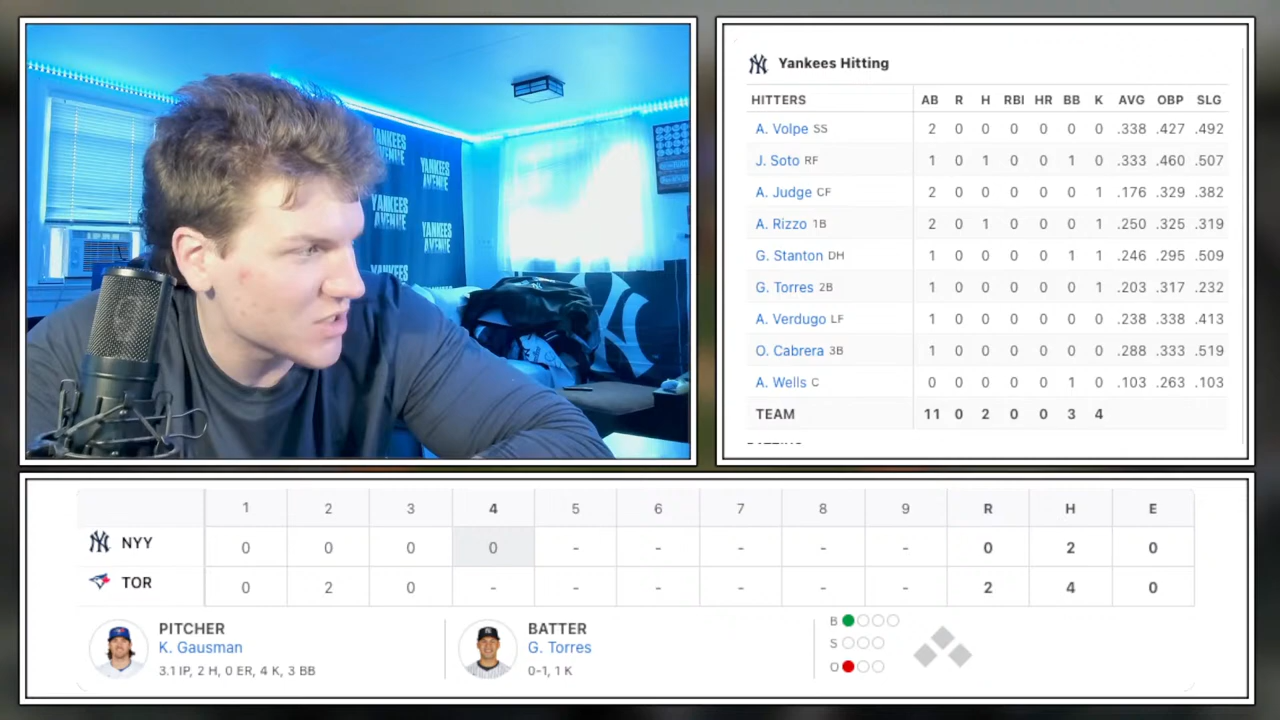 YANKEES
AVENUE
YANKEES
AVENUE
YANKEES
AVENUE
YANKEES
AVENUE
YANKEES
NY
Yankees Hitting
HITTERS AB R H RBI HR BB K AVG OBP SLG
A. Volpe SS 2 0 0 0 0 0 0 .338 .427 .492
J. Soto RF 1 0 1 0 0 1 0 .333 .460 .507
A. Judge CF 2 0 0 0 0 0 1 .176 .329 .382
A. Rizzo 1B 2 0 1 0 0 0 1 .250 .325 .319
G. Stanton DH 1 0 0 0 0 1 1 .246 .295 .509
G. Torres 2B 1 0 0 0 0 0 1 .203 .317 .232
A. Verdugo LF 1 0 0 0 0 0 0 .238 .338 .413
O. Cabrera 3B 1 0 0 0 0 0 0 .288 .333 .519
A. Wells C 0 0 0 0 0 1 0 .103 .263 .103
TEAM 11 0 2 0 0 3 4
1 2 3 4 5 6 7 8 9 R H E
NYY 0 0 0 0 - - - - - 0 2 0
TOR 0 2 0 - - - - - - 2 4 0
PITCHER
K. Gausman
3.1 IP, 2 H, 0 ER, 4 K, 3 BB
BATTER
G. Torres
0-1, 1 K
B
S
O